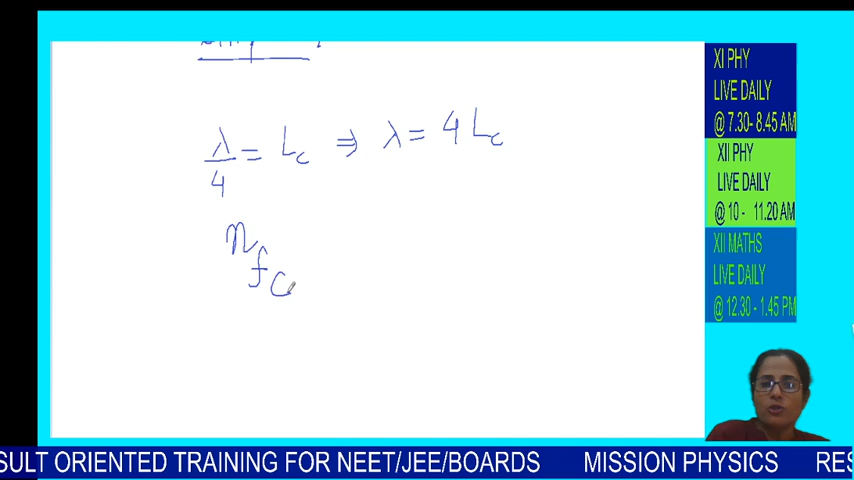 λ/4 = Lc ⇒ λ = 4 Lc
n f c
XI PHY
LIVE DAILY
@ 7.30- 8.45 AM
XII PHY
LIVE DAILY
@ 10 - 11.20 AM
XII MATHS
LIVE DAILY
@ 12.30 - 1.45 PM
SULT ORIENTED TRAINING FOR NEET/JEE/BOARDS MISSION PHYSICS RES